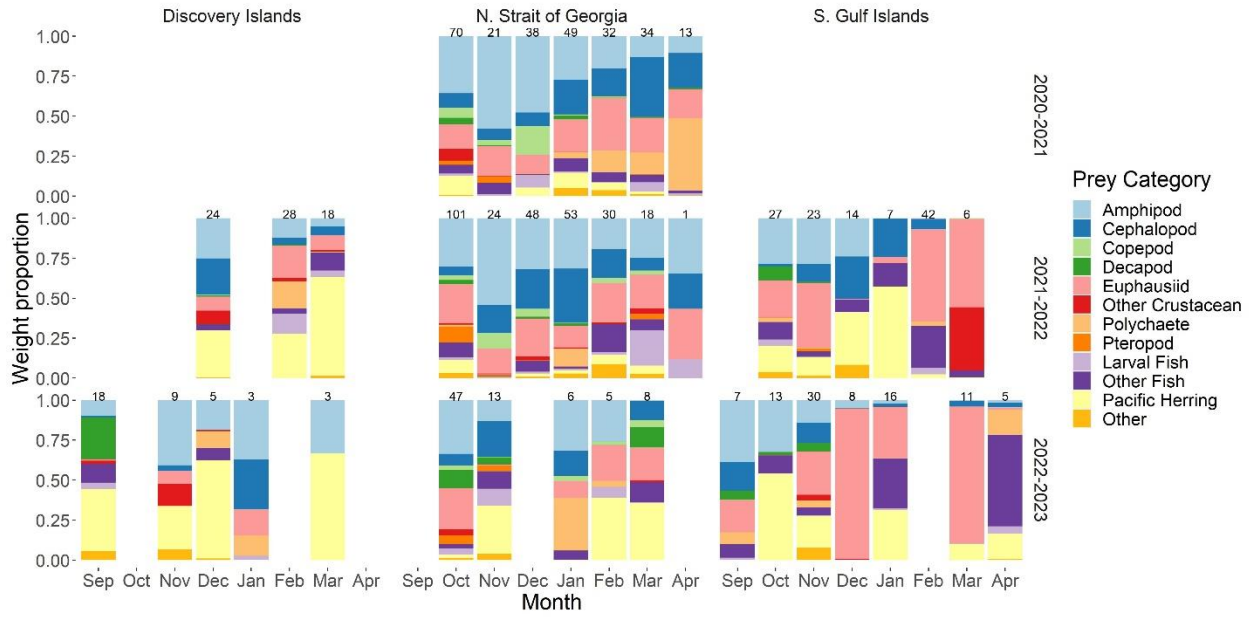 Discovery Islands N. Strait of Georgia S. Gulf Islands
70 21 38 49 32 34 13
1.00
0.75
0.50
0.25
0.00
2020-2021
24 28 18 101 24 48 53 30 18 1 27 23 14 7 42 6
1.00
0.75
0.50
0.25
0.00
2021-2022
18 9 5 3 3 47 13 6 5 8 7 13 30 8 16 11 5
1.00
0.75
0.50
0.25
0.00
2022-2023
Weight proportion
Sep Oct Nov Dec Jan Feb Mar Apr Sep Oct Nov Dec Jan Feb Mar Apr Sep Oct Nov Dec Jan Feb Mar Apr
Month
Prey Category
Amphipod
Cephalopod
Copepod
Decapod
Euphausiid
Other Crustacean
Polychaete
Pteropod
Larval Fish
Other Fish
Pacific Herring
Other